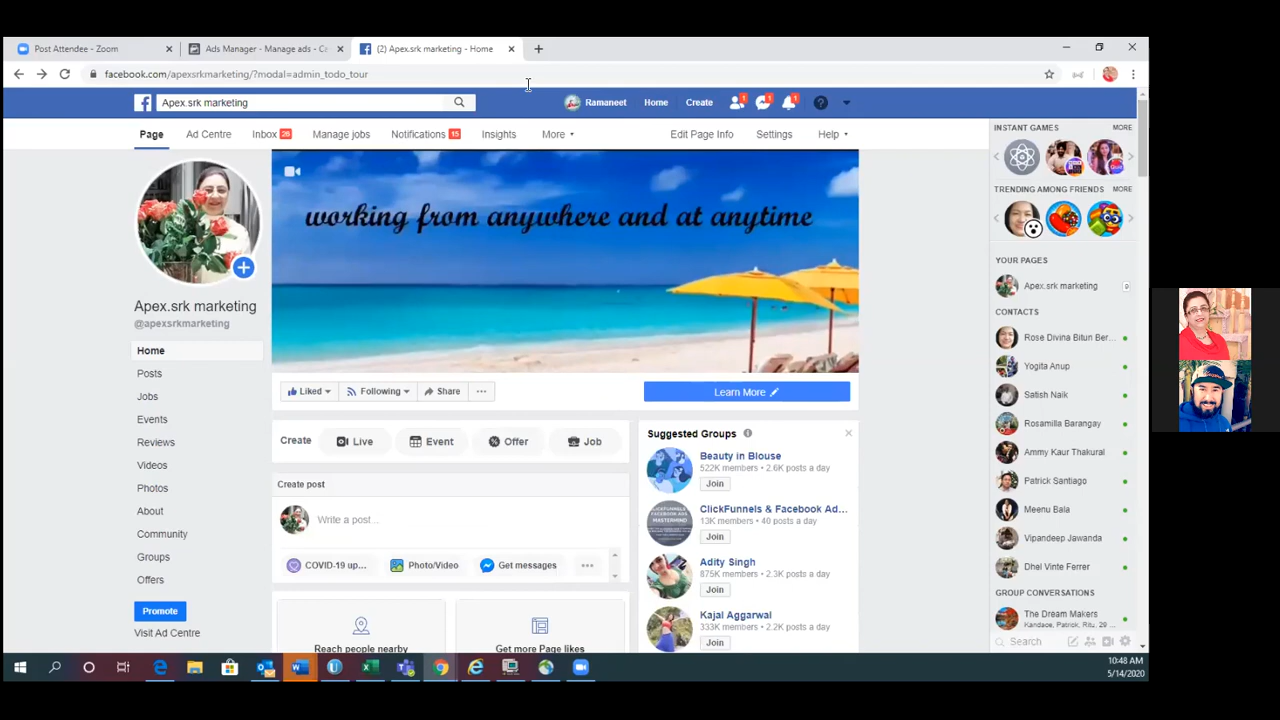 Post Attendee - Zoom
Ads Manager - Manage ads - Ca
(2) Apex.srk marketing - Home
facebook.com/apexsrkmarketing/?modal=admin_todo_tour
Apex.srk marketing
Ramaneet
Home
Create
1
1
1
Page
Ad Centre
Inbox 26
Manage jobs
Notifications 15
Insights
More
Edit Page Info
Settings
Help
working from anywhere and at anytime
Apex.srk marketing
@apexsrkmarketing
Home
Posts
Jobs
Events
Reviews
Videos
Photos
About
Community
Groups
Offers
Promote
Visit Ad Centre
Liked
Following
Share
Learn More
Create
Live
Event
Offer
Job
Create post
Write a post...
COVID-19 up...
Photo/Video
Get messages
Reach people nearby
Get more Page likes
Suggested Groups
Beauty in Blouse
522K members • 2.6K posts a day
Join
ClickFunnels & Facebook Ad...
13K members • 40 posts a day
Join
Adity Singh
875K members • 2.3K posts a day
Join
Kajal Aggarwal
333K members • 2.2K posts a day
Join
INSTANT GAMES
MORE
TRENDING AMONG FRIENDS
MORE
YOUR PAGES
Apex.srk marketing
CONTACTS
Rose Divina Bitun Ber...
Yogita Anup
Satish Naik
Rosamilla Barangay
Ammy Kaur Thakural
Patrick Santiago
Meenu Bala
Vipandeep Jawanda
Dhel Vinte Ferrer
GROUP CONVERSATIONS
The Dream Makers
Kandace, Patrick, Ritu, 29 ...
Search
10:48 AM
5/14/2020